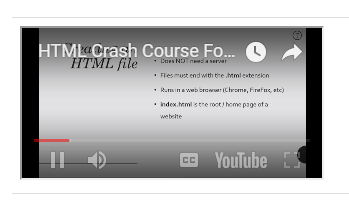 HTML Crash Course Fo...
HTML file
• Does NOT need a server
• Files must end with the .html extension
• Runs in a web browser (Chrome, FireFox, etc)
• index.html is the root / home page of a
website
CC
YouTube